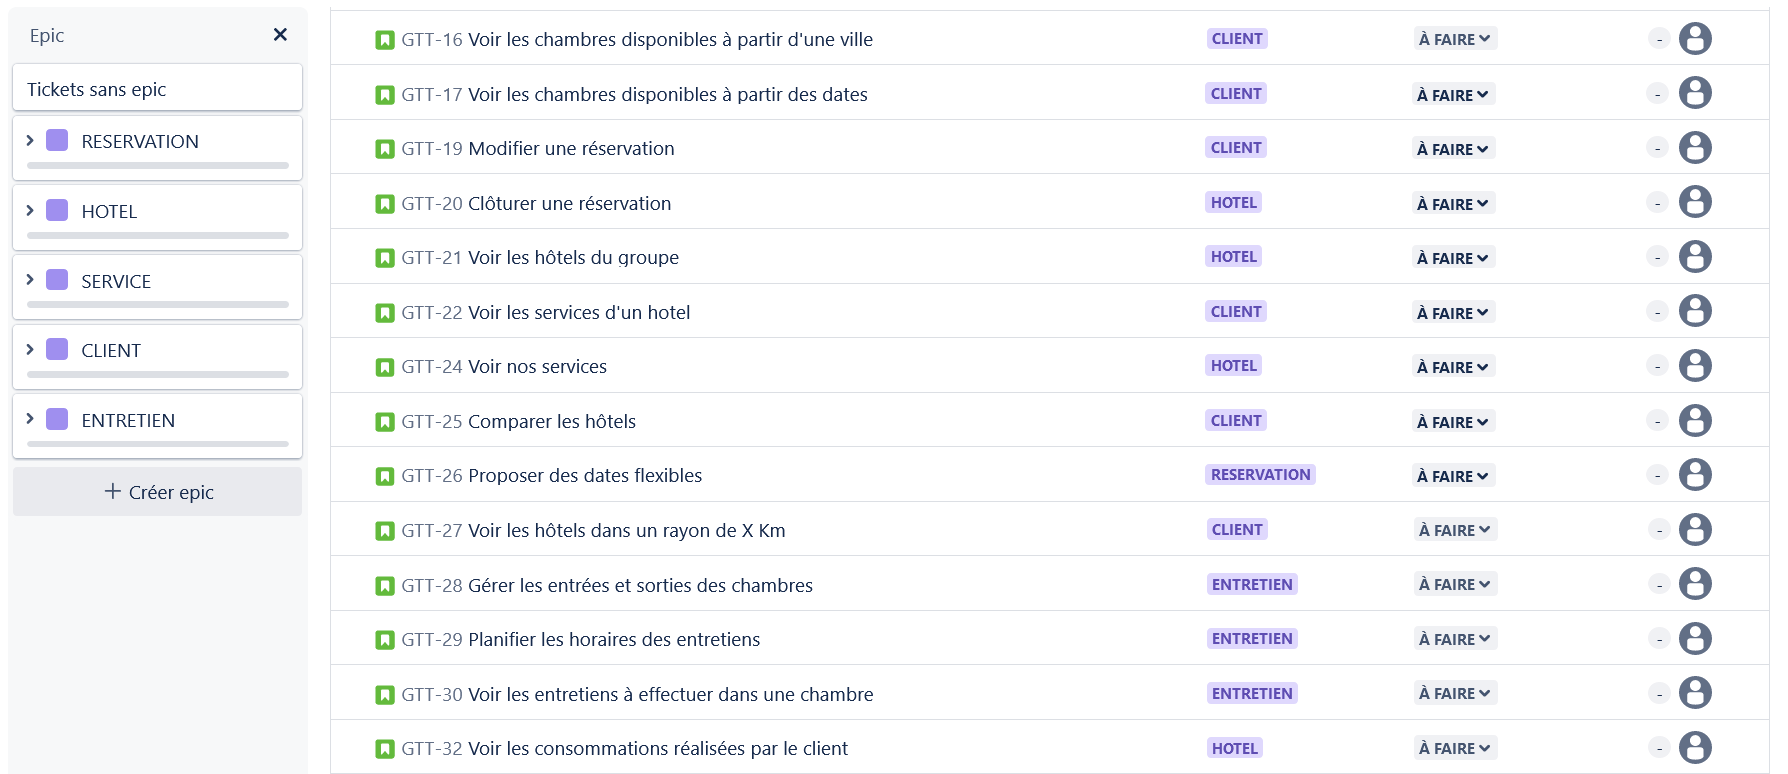 Epic
Tickets sans epic
RESERVATION
HOTEL
SERVICE
CLIENT
ENTRETIEN
Créer epic
GTT-16 Voir les chambres disponibles à partir d'une ville CLIENT À FAIRE -
GTT-17 Voir les chambres disponibles à partir des dates CLIENT À FAIRE -
GTT-19 Modifier une réservation CLIENT À FAIRE -
GTT-20 Clôturer une réservation HOTEL À FAIRE -
GTT-21 Voir les hôtels du groupe HOTEL À FAIRE -
GTT-22 Voir les services d'un hotel CLIENT À FAIRE -
GTT-24 Voir nos services HOTEL À FAIRE -
GTT-25 Comparer les hôtels CLIENT À FAIRE -
GTT-26 Proposer des dates flexibles RESERVATION À FAIRE -
GTT-27 Voir les hôtels dans un rayon de X Km CLIENT À FAIRE -
GTT-28 Gérer les entrées et sorties des chambres ENTRETIEN À FAIRE -
GTT-29 Planifier les horaires des entretiens ENTRETIEN À FAIRE -
GTT-30 Voir les entretiens à effectuer dans une chambre ENTRETIEN À FAIRE -
GTT-32 Voir les consommations réalisées par le client HOTEL À FAIRE -